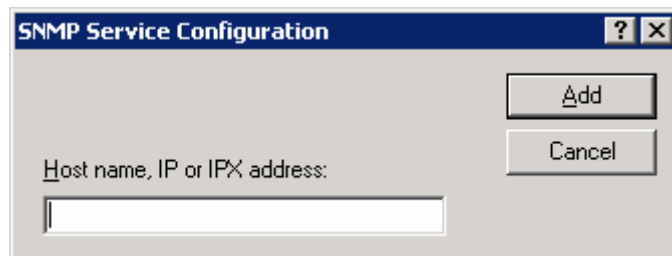 SNMP Service Configuration
Add
Cancel
Host name, IP or IPX address: